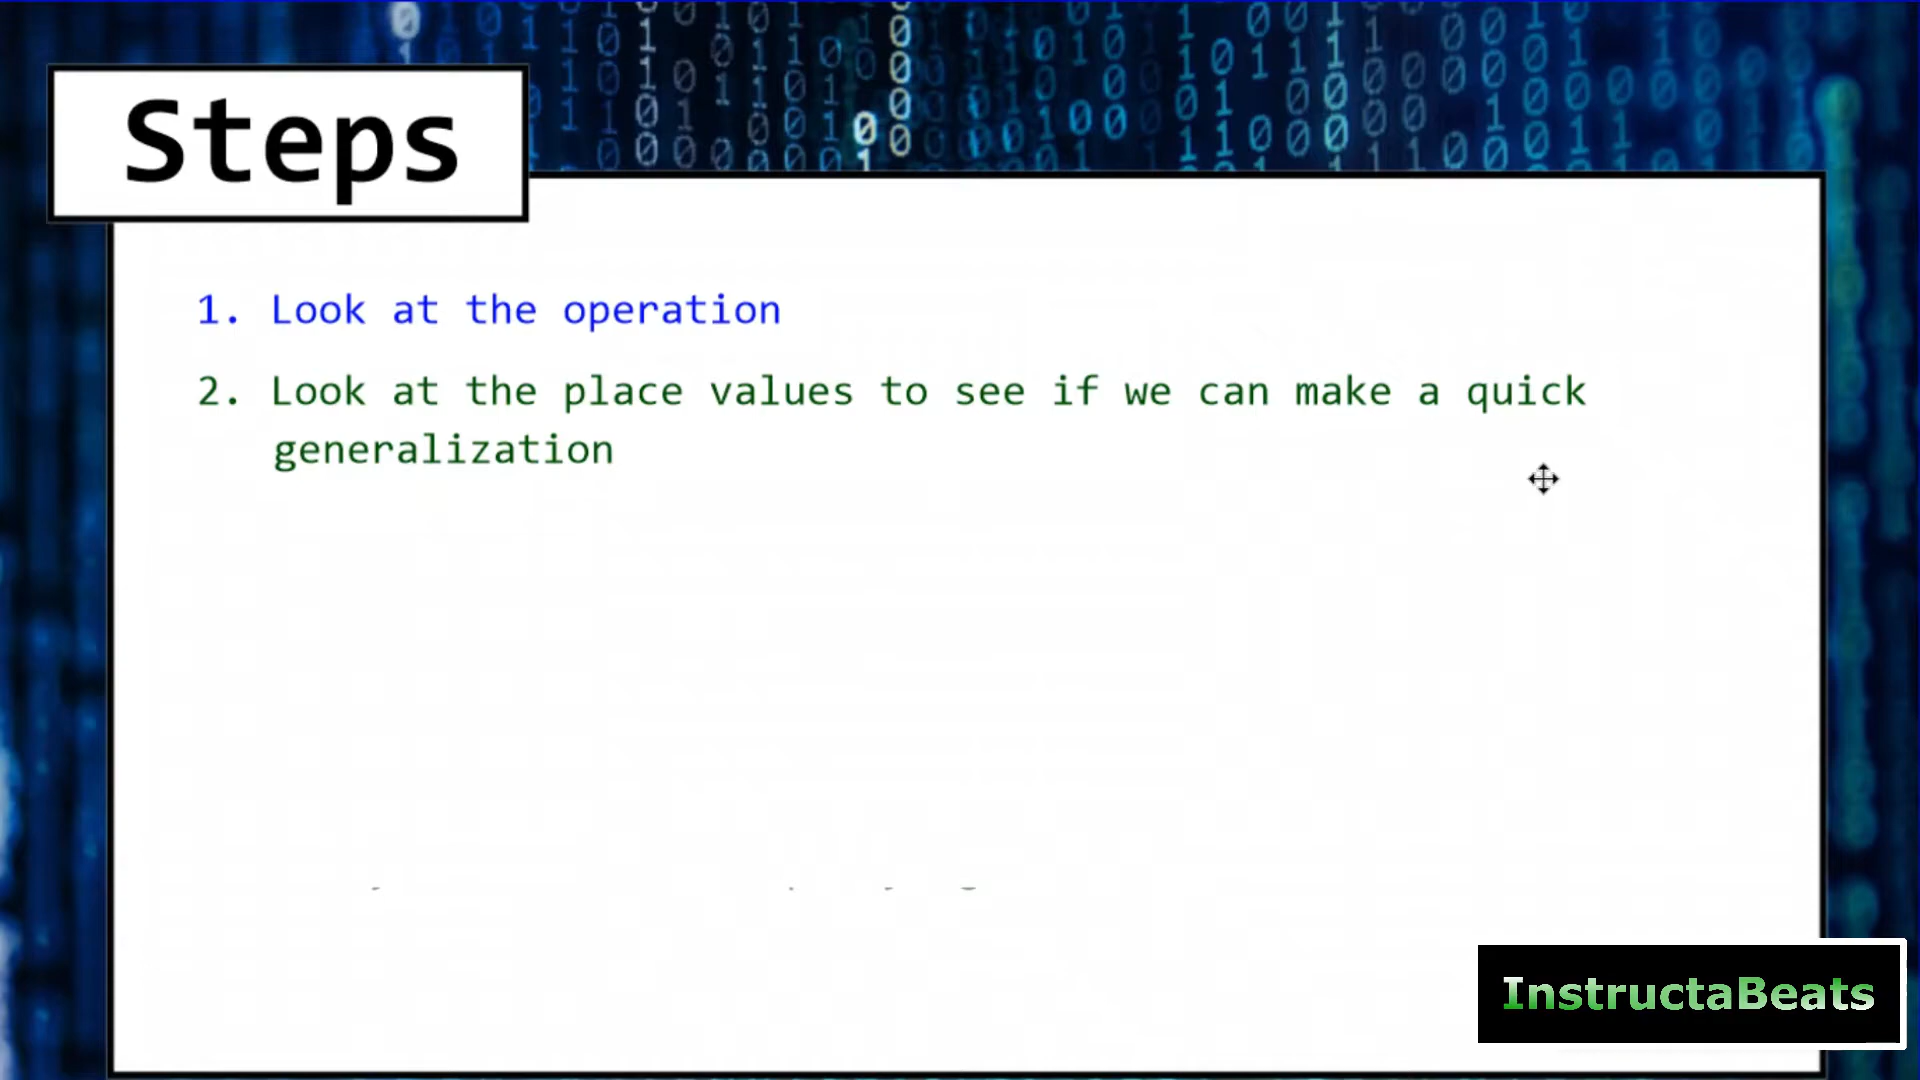 Steps
1. Look at the operation
2. Look at the place values to see if we can make a quick
generalization
InstructaBeats